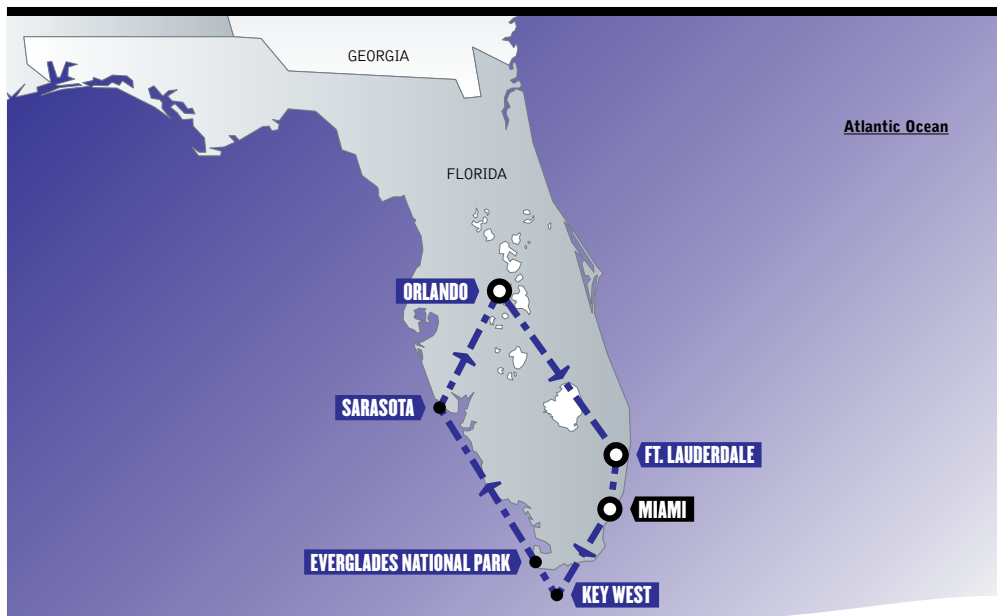 GEORGIA
Atlantic Ocean
FLORIDA
ORLANDO
SARASOTA
FT. LAUDERDALE
MIAMI
EVERGLADES NATIONAL PARK
KEY WEST